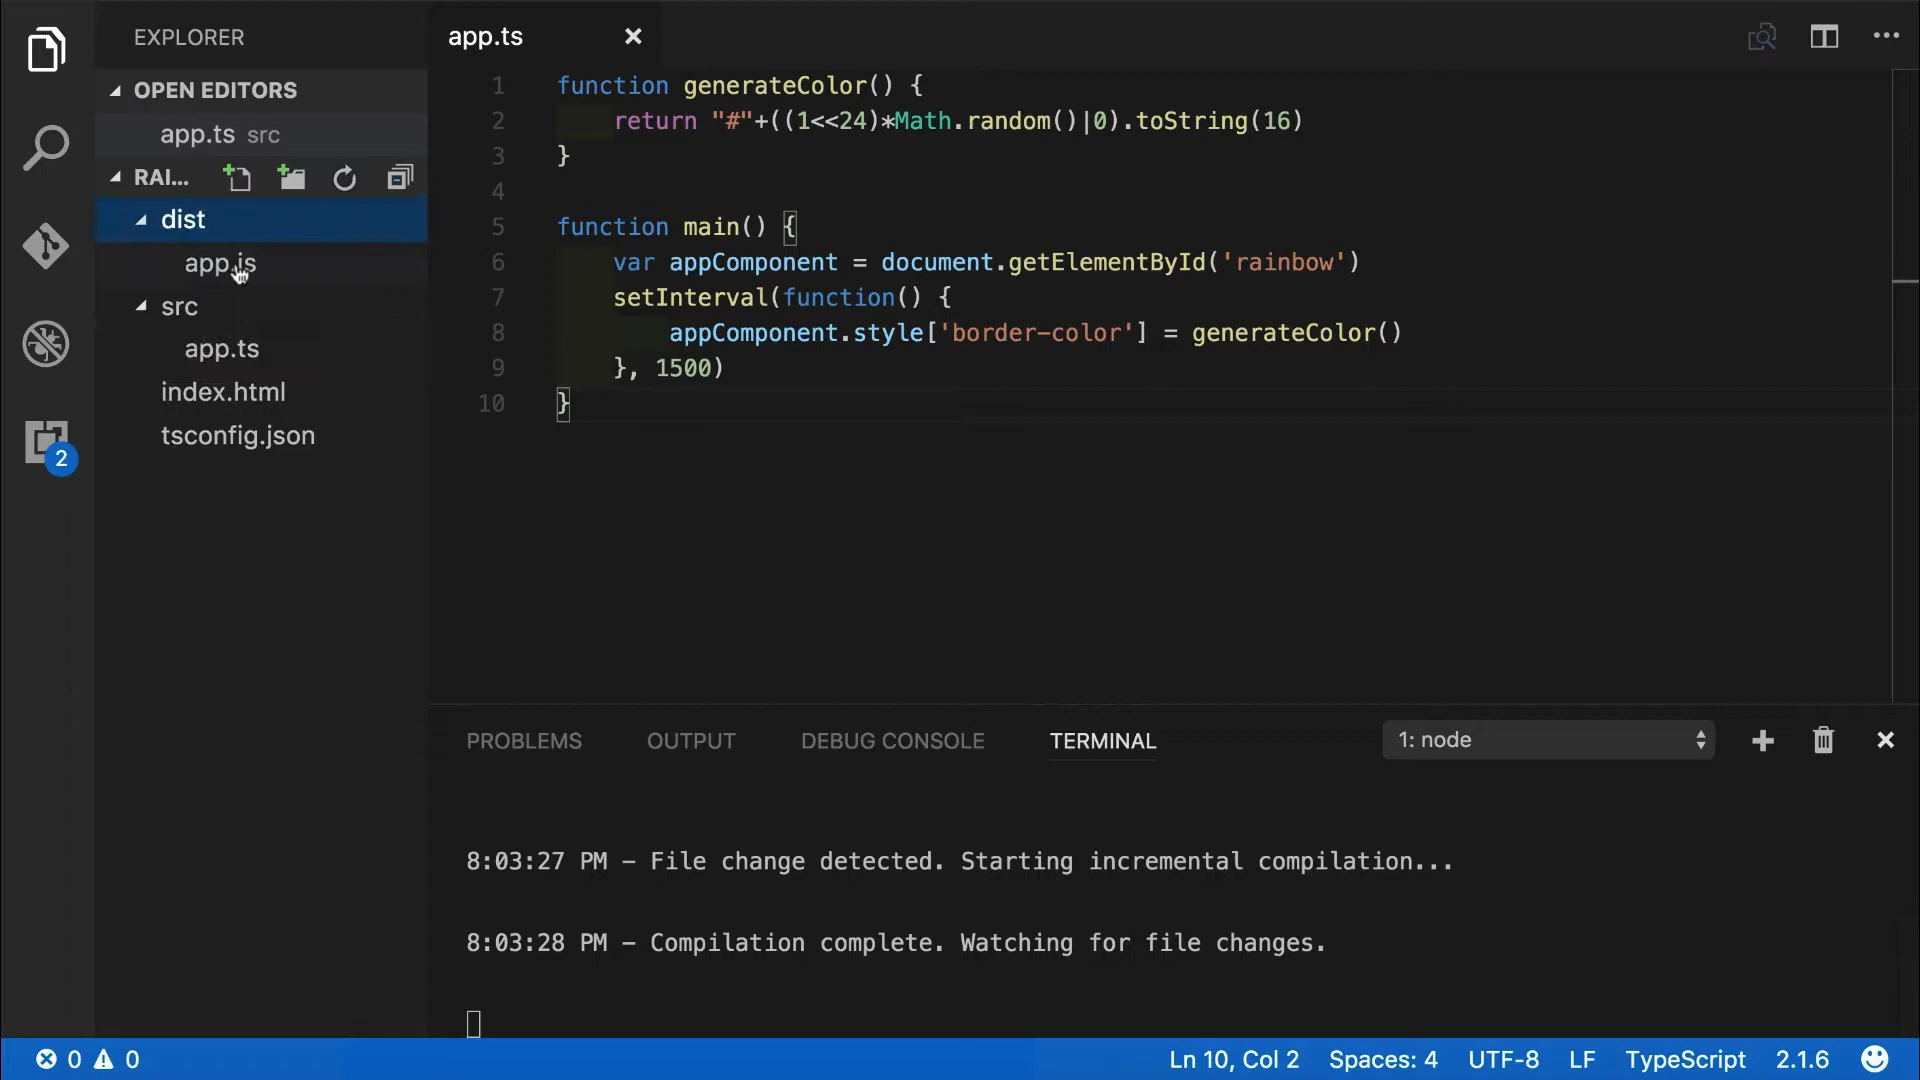 EXPLORER
OPEN EDITORS
app.ts src
RAI...
dist
app.js
src
app.ts
index.html
tsconfig.json
2
app.ts
1 function generateColor() {
2 return "#"+((1<<24)*Math.random()|0).toString(16)
3 }
4
5 function main() {
6 var appComponent = document.getElementById('rainbow')
7 setInterval(function() {
8 appComponent.style['border-color'] = generateColor()
9 }, 1500)
10 }
PROBLEMS OUTPUT DEBUG CONSOLE TERMINAL 1: node
8:03:27 PM - File change detected. Starting incremental compilation...
8:03:28 PM - Compilation complete. Watching for file changes.
0 0 Ln 10, Col 2 Spaces: 4 UTF-8 LF TypeScript 2.1.6